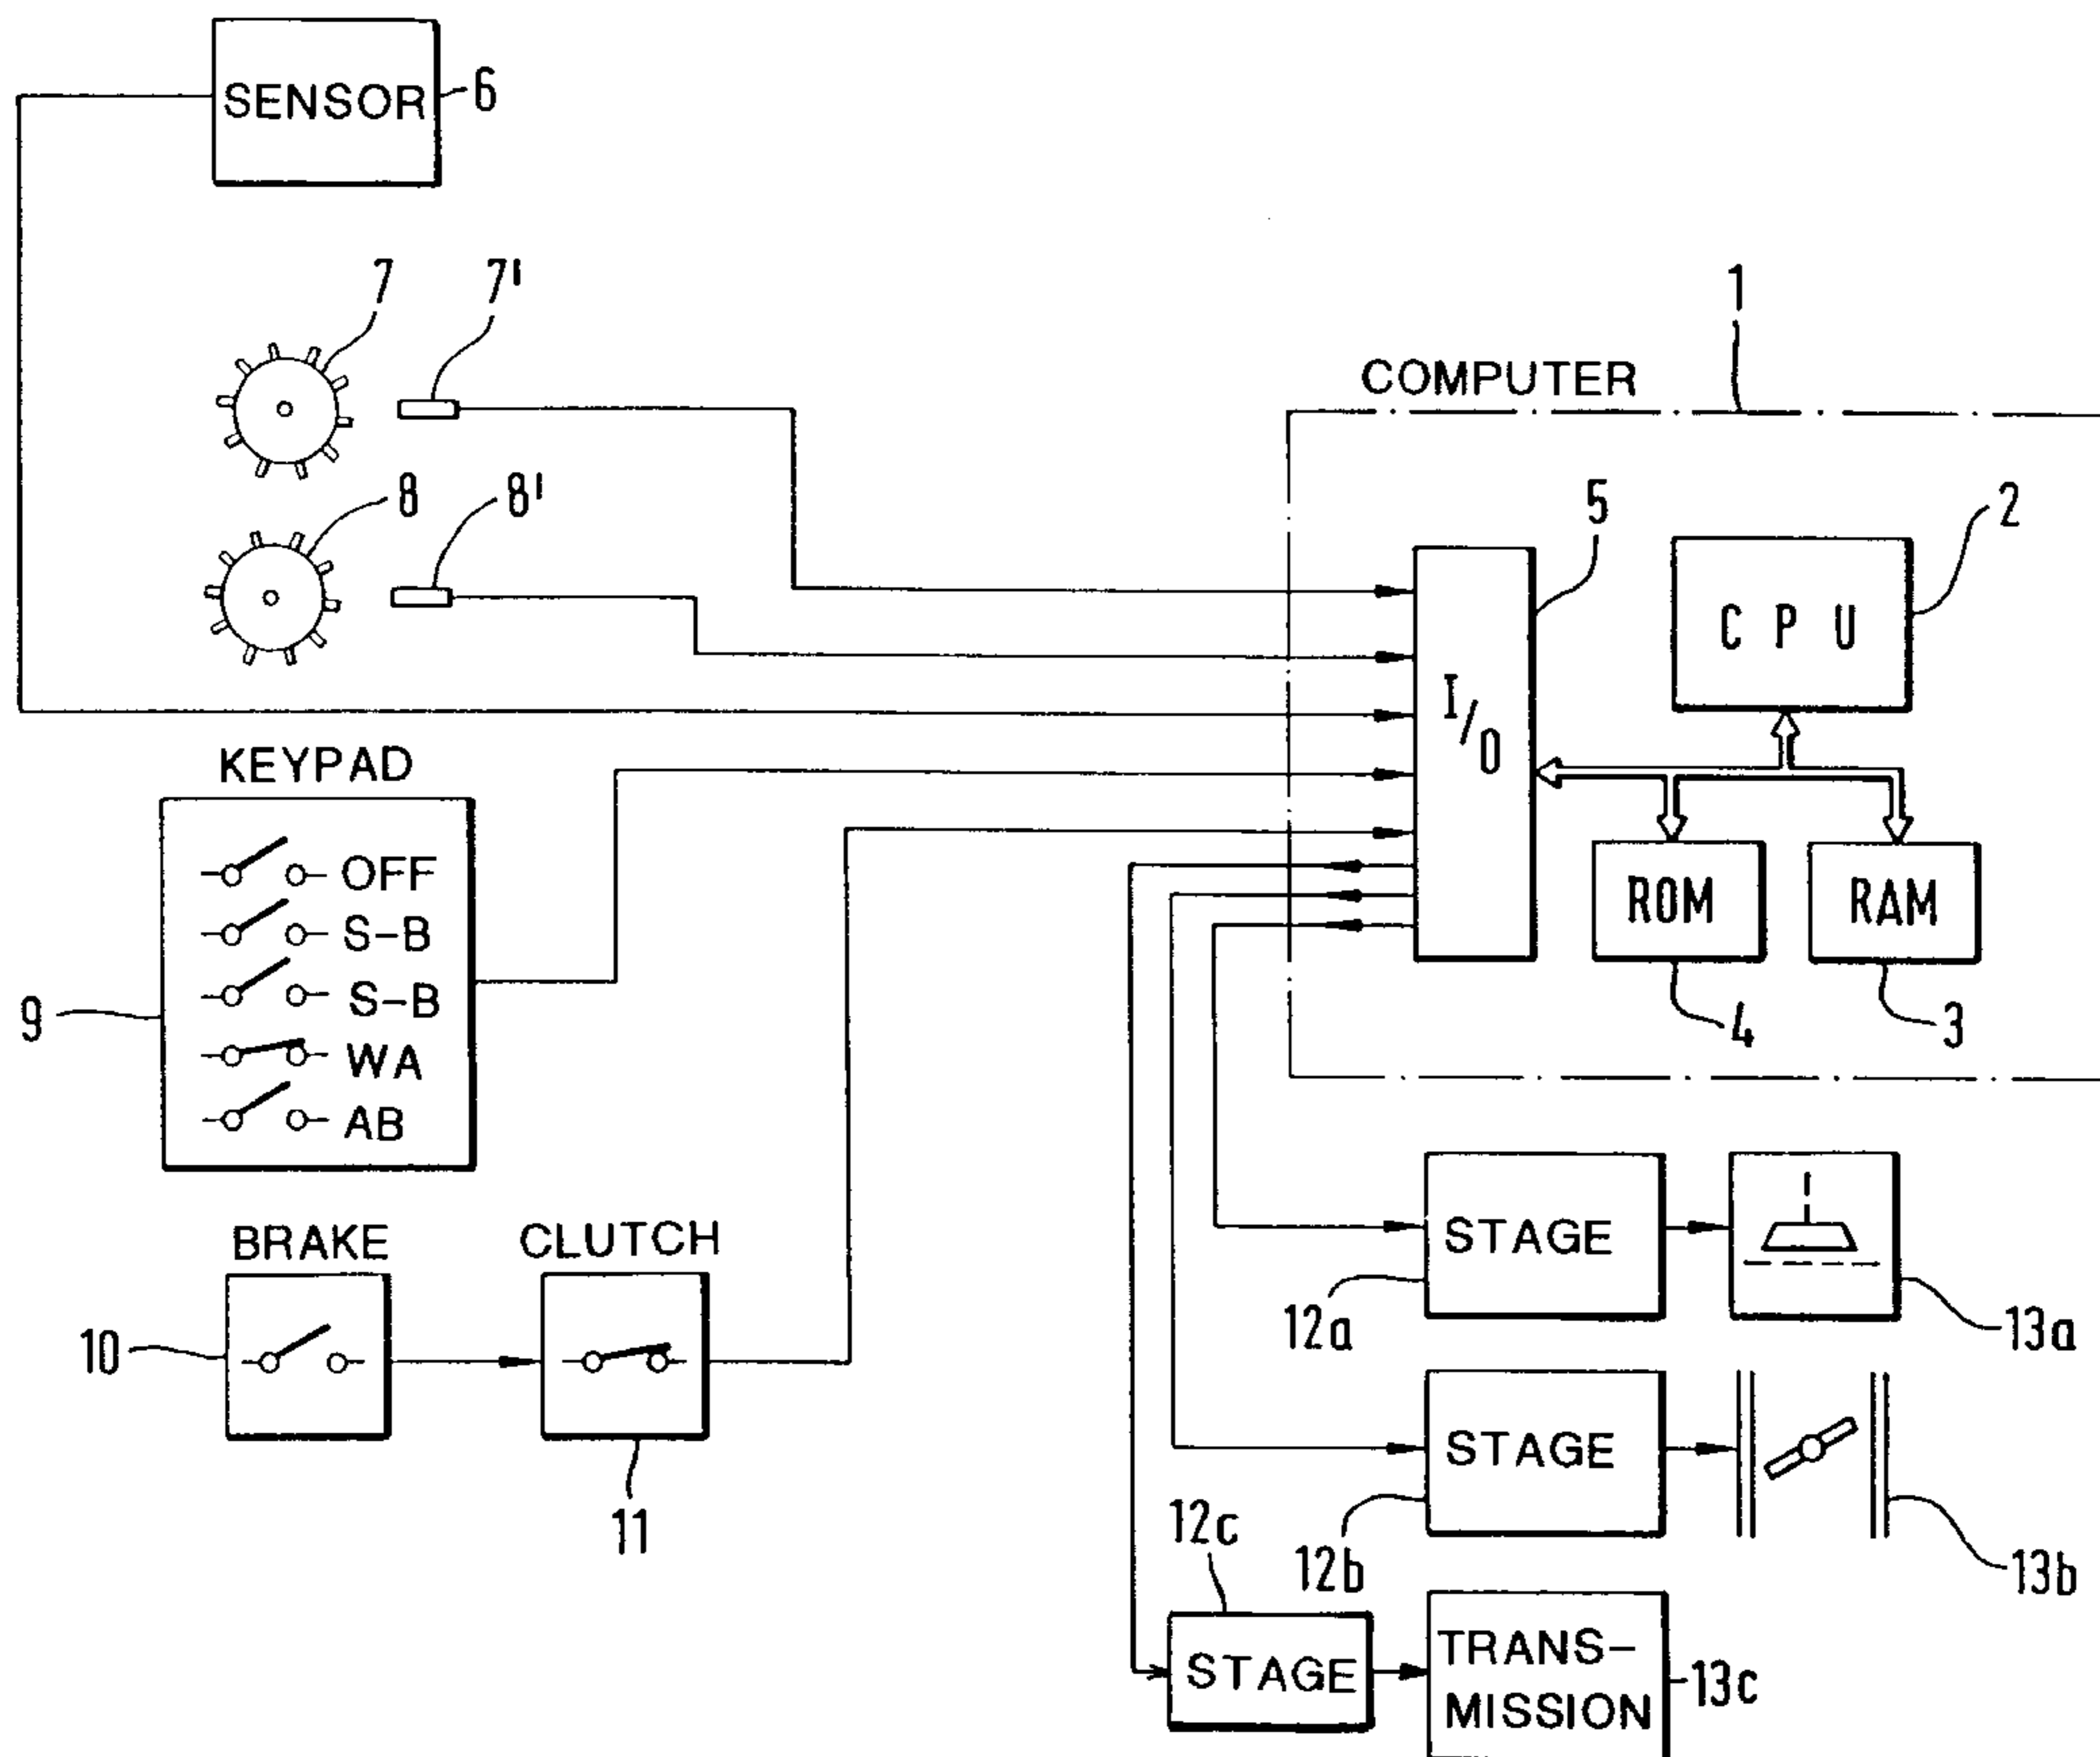 SENSOR
6
7
7'
8
8'
1
COMPUTER
5
2
CPU
I/O
ROM
RAM
4
3
KEYPAD
OFF
S-B
S-B
WA
AB
9
BRAKE
CLUTCH
10
11
STAGE
12a
13a
STAGE
12b
13b
12c
STAGE
TRANS-
MISSION
13c